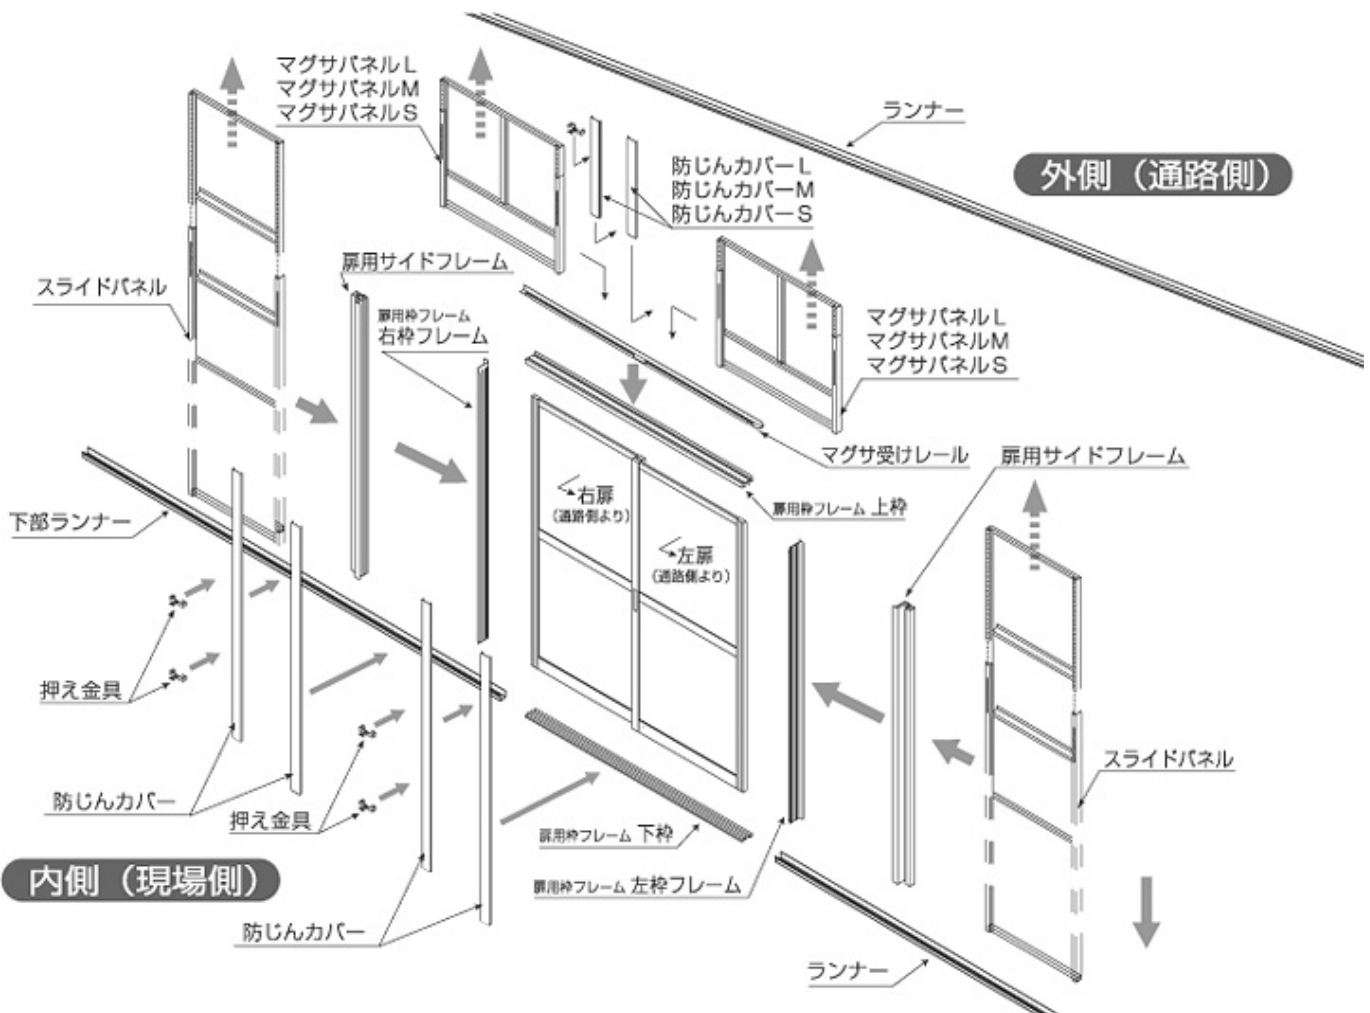 マグサパネルL
マグサパネルM
マグサパネルS
ランナー
外側（通路側）
防じんカバーL
防じんカバーM
防じんカバーS
扉用サイドフレーム
スライドパネル
扉用枠フレーム
右枠フレーム
マグサパネルL
マグサパネルM
マグサパネルS
マグサ受けレール
扉用サイドフレーム
扉用枠フレーム 上枠
右扉
（通路側より）
左扉
（通路側より）
下部ランナー
押え金具
スライドパネル
防じんカバー
押え金具
扉用枠フレーム 下枠
内側（現場側）
扉用枠フレーム 左枠フレーム
防じんカバー
ランナー